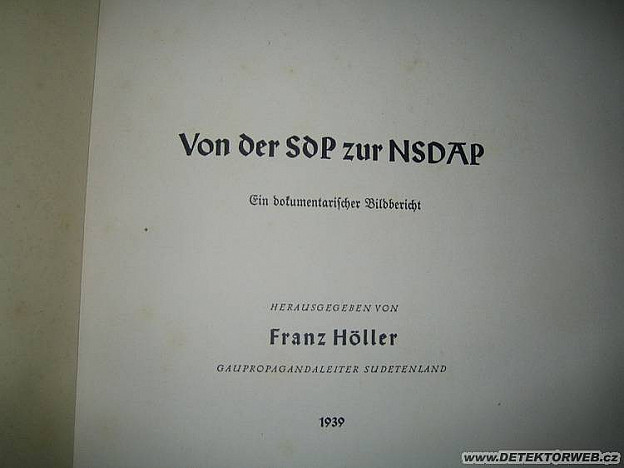 Von der SdP zur NSDAP
Ein dokumentarischer Bildbericht
HERAUSGEGEBEN VON
Franz Höller
GAUPROPAGANDALEITER SUDETENLAND
1939
www.DETEKTORWEB.cz